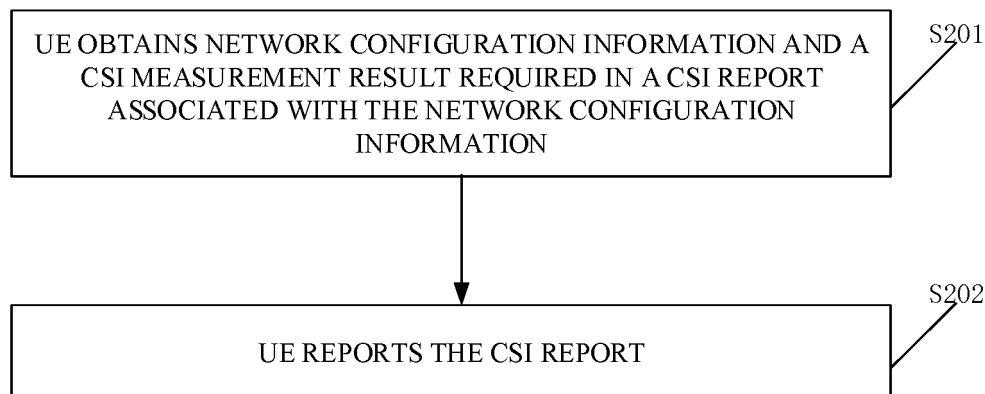 UE OBTAINS NETWORK CONFIGURATION INFORMATION AND A
CSI MEASUREMENT RESULT REQUIRED IN A CSI REPORT
ASSOCIATED WITH THE NETWORK CONFIGURATION
INFORMATION
S201
UE REPORTS THE CSI REPORT
S202